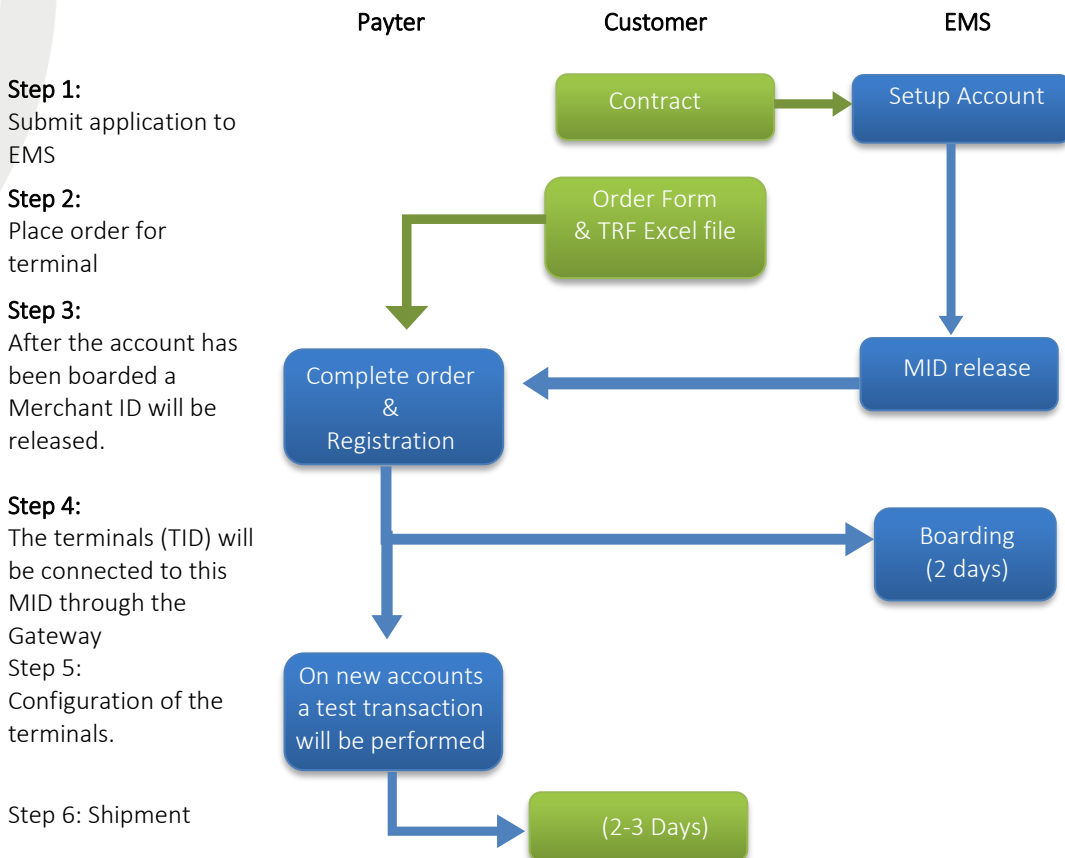 Payter
Customer
EMS
Step 1:
Submit application to
EMS
Contract
Setup Account
Step 2:
Place order for
terminal
Order Form
& TRF Excel file
Step 3:
After the account has
been boarded a
Merchant ID will be
released.
Complete order
&
Registration
MID release
Step 4:
The terminals (TID) will
be connected to this
MID through the
Gateway
Boarding
(2 days)
Step 5:
Configuration of the
terminals.
On new accounts
a test transaction
will be performed
Step 6: Shipment
(2-3 Days)